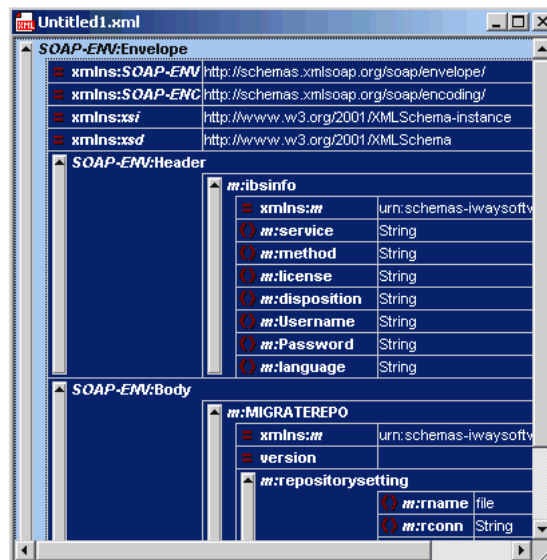 Untitled1.xml
SOAP-ENV:Envelope
= xmlns:SOAP-ENV http://schemas.xmlsoap.org/soap/envelope/
= xmlns:SOAP-ENC http://schemas.xmlsoap.org/soap/encoding/
= xmlns:xsi http://www.w3.org/2001/XMLSchema-instance
= xmlns:xsd http://www.w3.org/2001/XMLSchema
SOAP-ENV:Header
m:ibsinfo
= xmlns:m urn:schemas-iwaysoftw
() m:service String
() m:method String
() m:license String
() m:disposition String
() m:Username String
() m:Password String
() m:language String
SOAP-ENV:Body
m:MIGRATEREPO
= xmlns:m urn:schemas-iwaysoftw
= version
m:repositorysetting
() m:rname file
() m:rconn String